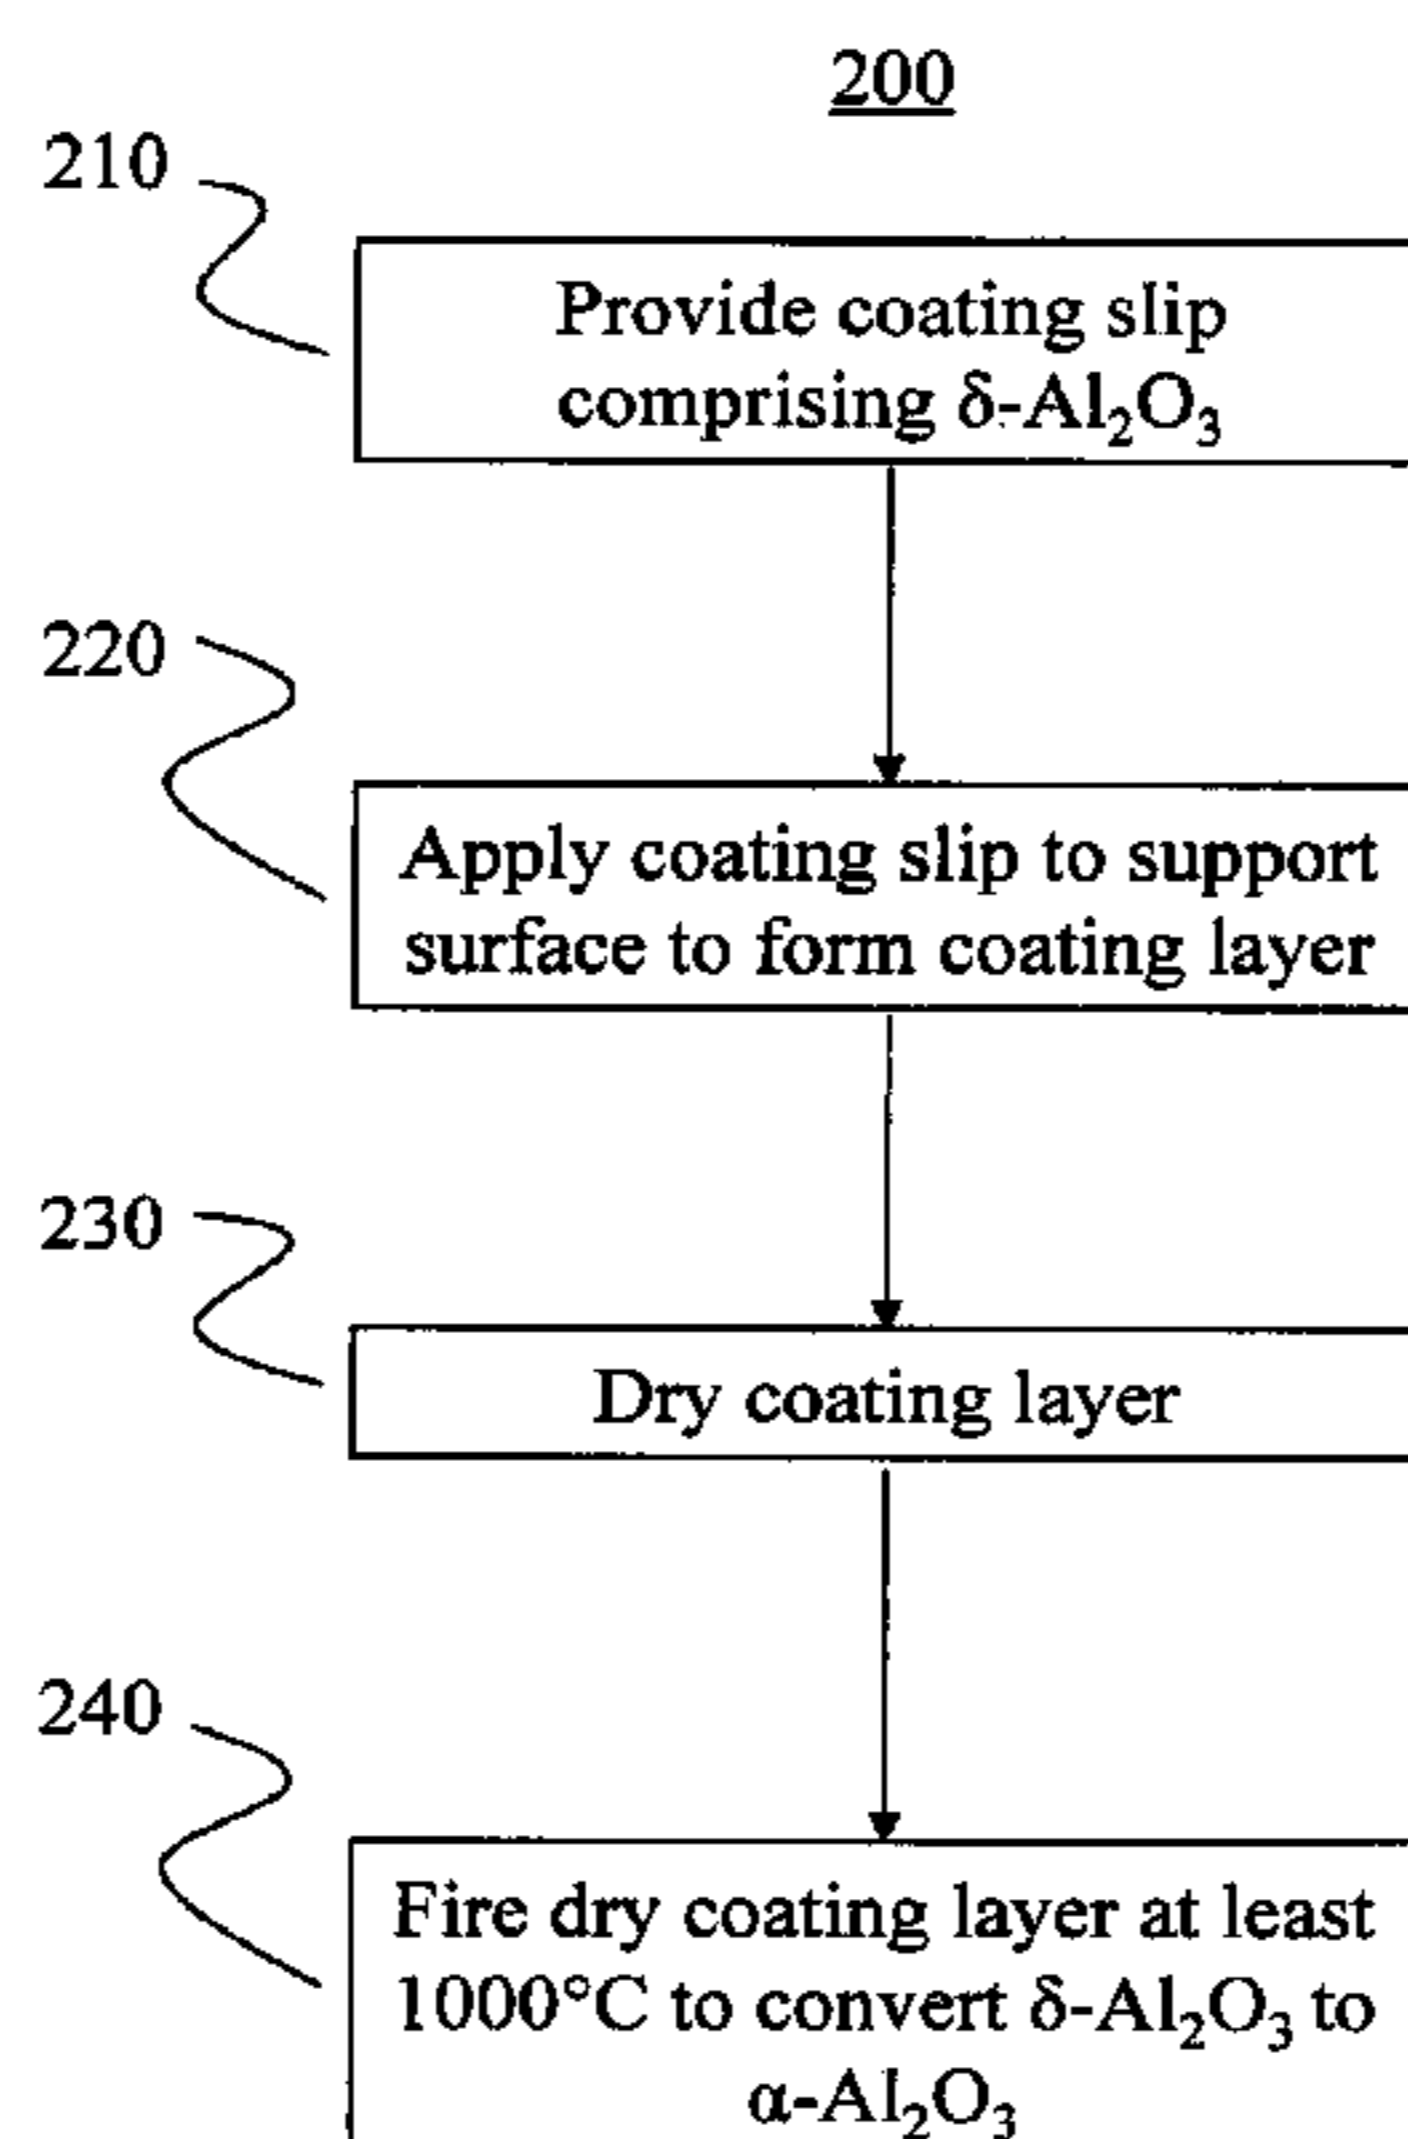 200
210
Provide coating slip
comprising δ-Al₂O₃
220
Apply coating slip to support
surface to form coating layer
230
Dry coating layer
240
Fire dry coating layer at least
1000°C to convert δ-Al₂O₃ to
α-Al₂O₃